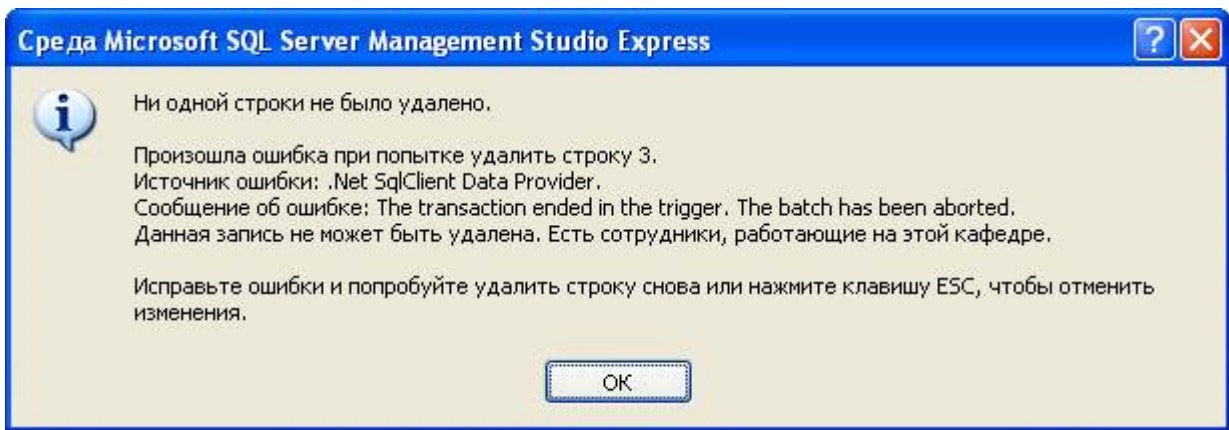 Среда Microsoft SQL Server Management Studio Express
Ни одной строки не было удалено.
Произошла ошибка при попытке удалить строку 3.
Источник ошибки: .Net SqlClient Data Provider.
Сообщение об ошибке: The transaction ended in the trigger. The batch has been aborted.
Данная запись не может быть удалена. Есть сотрудники, работающие на этой кафедре.
Исправьте ошибки и попробуйте удалить строку снова или нажмите клавишу ESC, чтобы отменить
изменения.
ОК